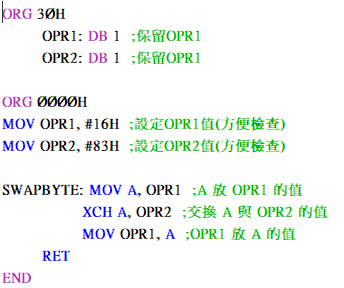 ORG 30H
OPR1: DB 1 ;保留OPR1
OPR2: DB 1 ;保留OPR1
ORG 0000H
MOV OPR1, #16H ;設定OPR1值(方便檢查)
MOV OPR2, #83H ;設定OPR2值(方便檢查)
SWAPBYTE: MOV A, OPR1 ;A 放 OPR1 的值
XCH A, OPR2 ;交換 A 與 OPR2 的值
MOV OPR1, A ;OPR1 放 A 的值
RET
END